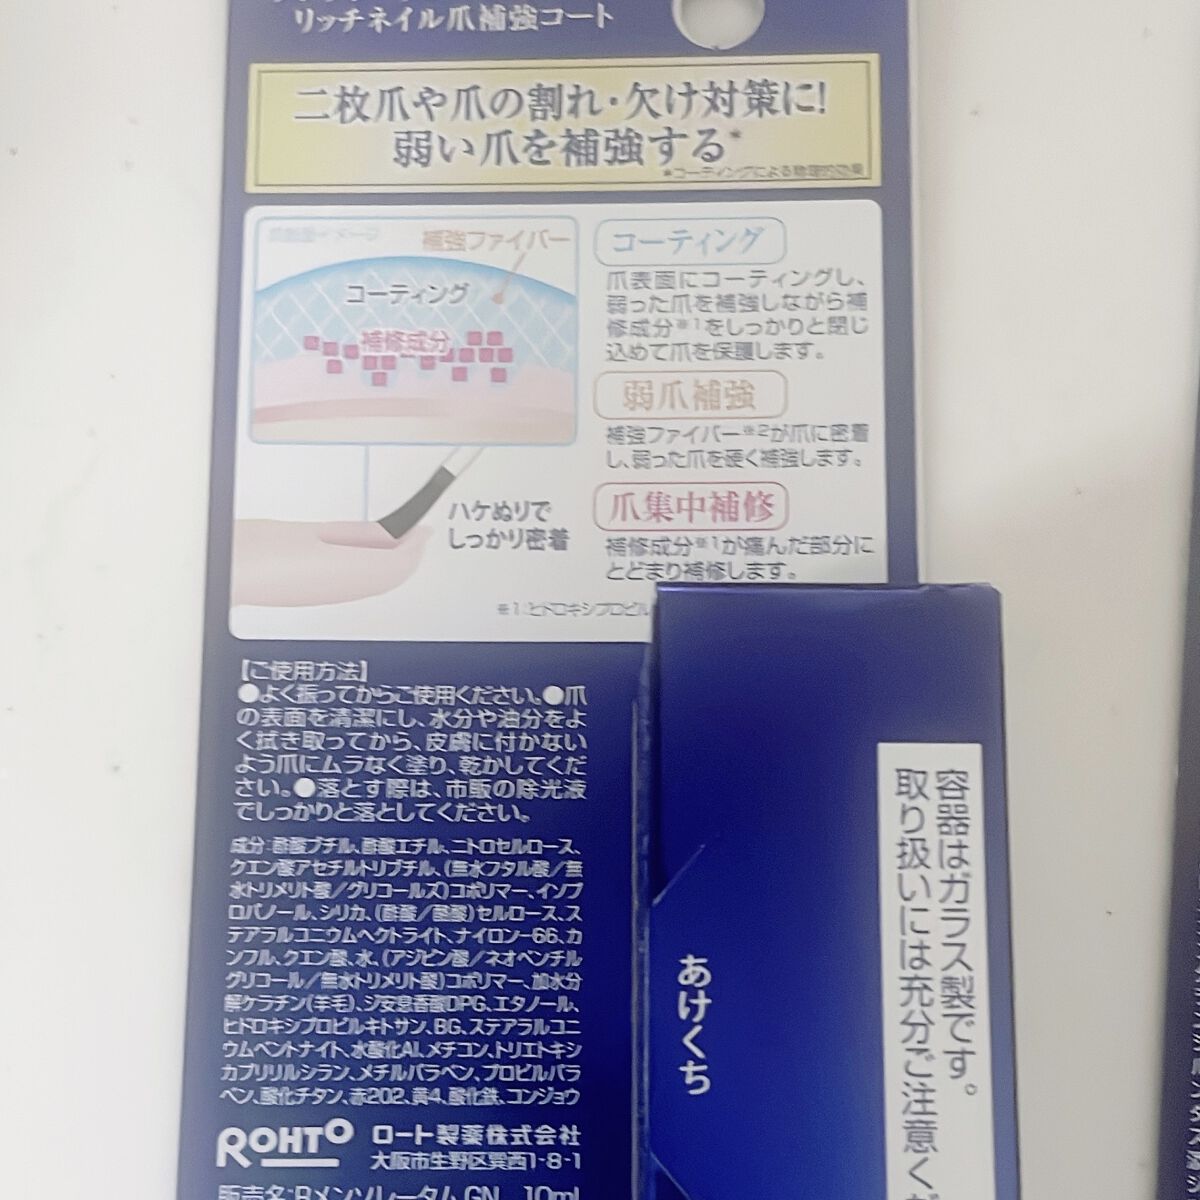 リッチネイル爪補強コート
二枚爪や爪の割れ・欠け対策に!
弱い爪を補強する*
*コーティングによる物理的効果
補強ファイバー
コーティング
補修成分
ハケぬりで
しっかり密着
コーティング
爪表面にコーティングし、
弱った爪を補強しながら補
修成分※1をしっかりと閉じ
込めて爪を保護します。
弱爪補強
補強ファイバー※2が爪に密着
し、弱った爪を硬く補強します。
爪集中補修
補修成分※1が痛んだ部分に
とどまり補修します。
※1:ヒドロキシプロピル
【ご使用方法】
●よく振ってからご使用ください。●爪
の表面を清潔にし、水分や油分をよ
く拭き取ってから、皮膚に付かない
よう爪にムラなく塗り、乾かしてくだ
さい。●落とす際は、市販の除光液
でしっかりと落としてください。
成分:酢酸ブチル、酢酸エチル、ニトロセルロース、
クエン酸アセチルトリブチル、(無水フタル酸/無
水トリメリト酸/グリコールズ)コポリマー、イソプ
ロパノール、シリカ、(酢酸/酪酸)セルロース、ス
テアラルコニウムヘクトライト、ナイロン-66、カ
ンフル、クエン酸、水、(アジピン酸/ネオペンチル
グリコール/無水トリメリト酸)コポリマー、加水分
解ケラチン(羊毛)、ジ安息香酸DPG、エタノール、
ヒドロキシプロピルキトサン、BG、ステアラルコニ
ウムベントナイト、水酸化Al、メチコン、トリエトキシ
カプリリルシラン、メチルパラベン、プロピルパラ
ベン、酸化チタン、赤202、黄4、酸化鉄、コンジョウ
ROHTO ロート製薬株式会社
大阪市生野区巽西1-8-1
販売名:Rメンソレータム GN 10ml
あけくち
容器はガラス製です。
取り扱いには充分ご注意くだ